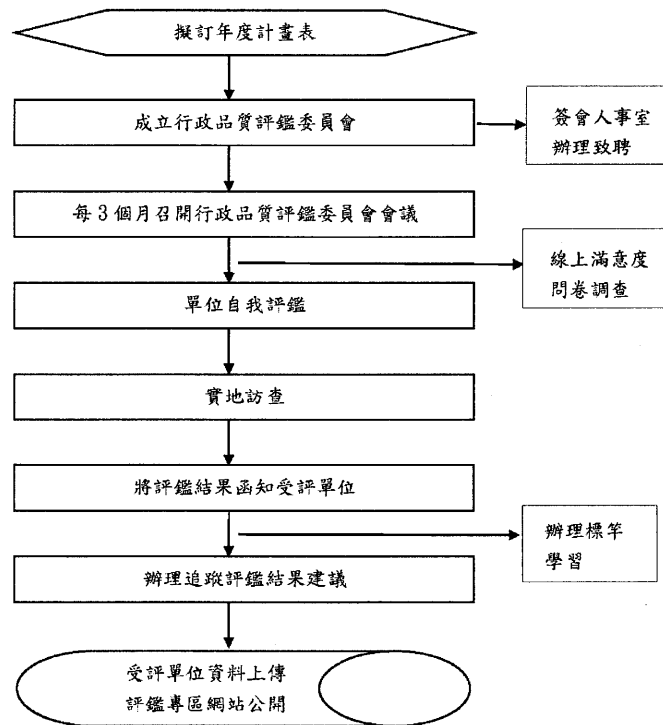 擬訂年度計畫表
成立行政品質評鑑委員會
簽會人事室
辦理致聘
每3個月召開行政品質評鑑委員會會議
線上滿意度
問卷調查
單位自我評鑑
實地訪查
將評鑑結果函知受評單位
辦理標竿
學習
辦理追蹤評鑑結果建議
受評單位資料上傳
評鑑專區網站公開